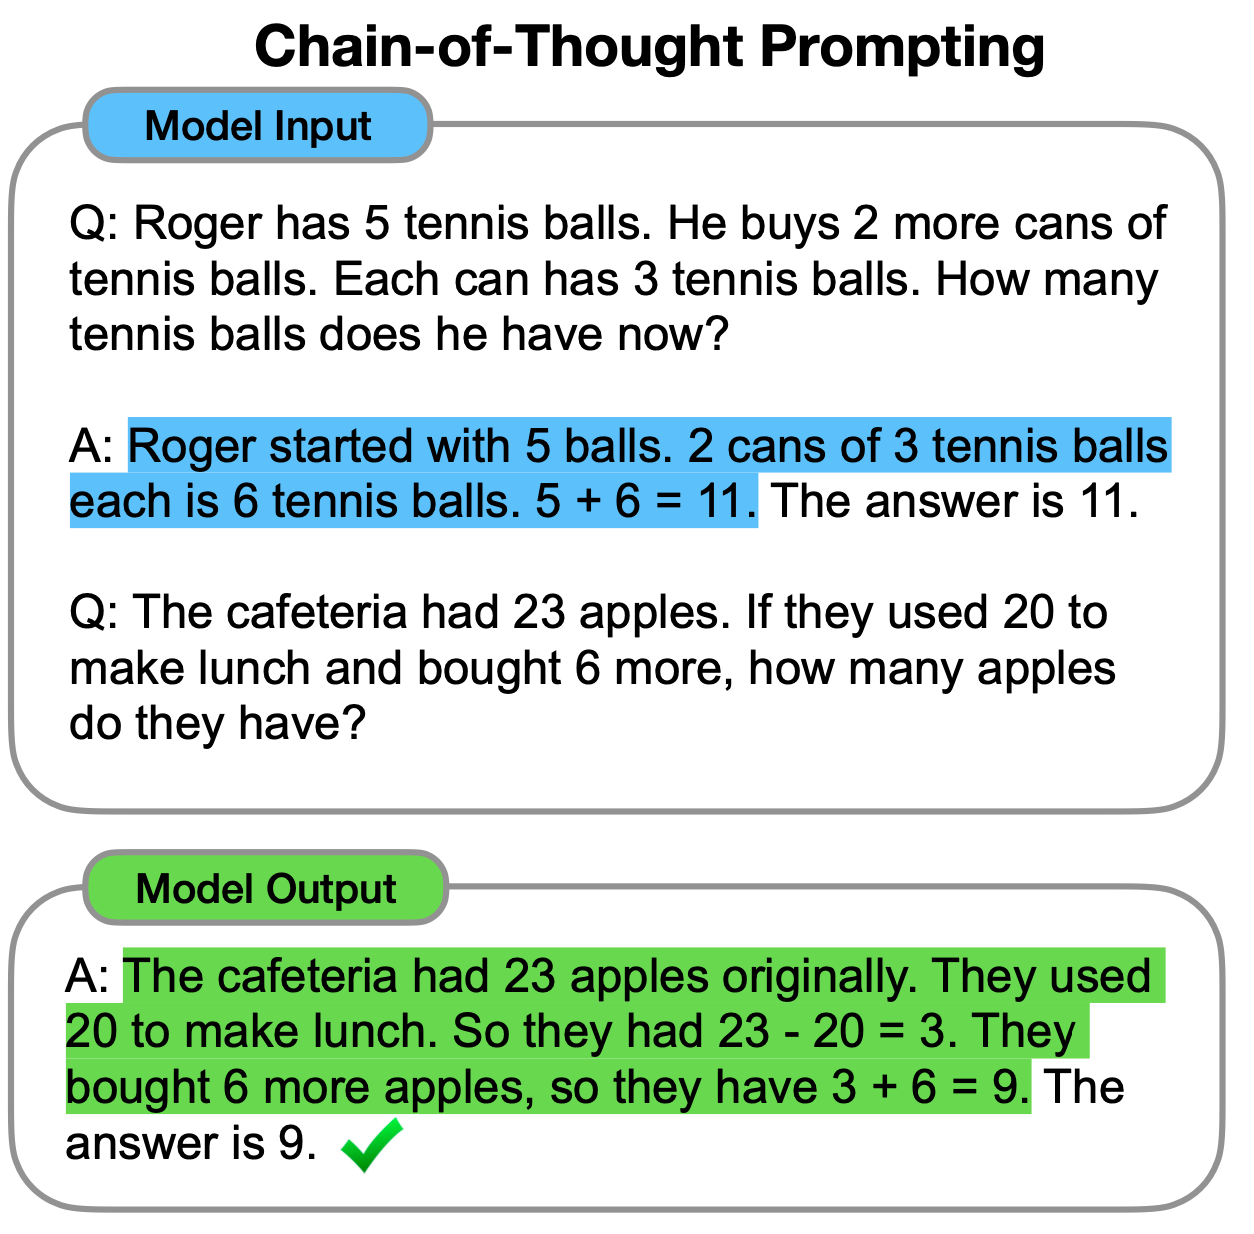 Chain-of-Thought Prompting
Model Input
Q: Roger has 5 tennis balls. He buys 2 more cans of
tennis balls. Each can has 3 tennis balls. How many
tennis balls does he have now?
A: Roger started with 5 balls. 2 cans of 3 tennis balls
each is 6 tennis balls. 5 + 6 = 11. The answer is 11.
Q: The cafeteria had 23 apples. If they used 20 to
make lunch and bought 6 more, how many apples
do they have?
Model Output
A: The cafeteria had 23 apples originally. They used
20 to make lunch. So they had 23 - 20 = 3. They
bought 6 more apples, so they have 3 + 6 = 9. The
answer is 9.